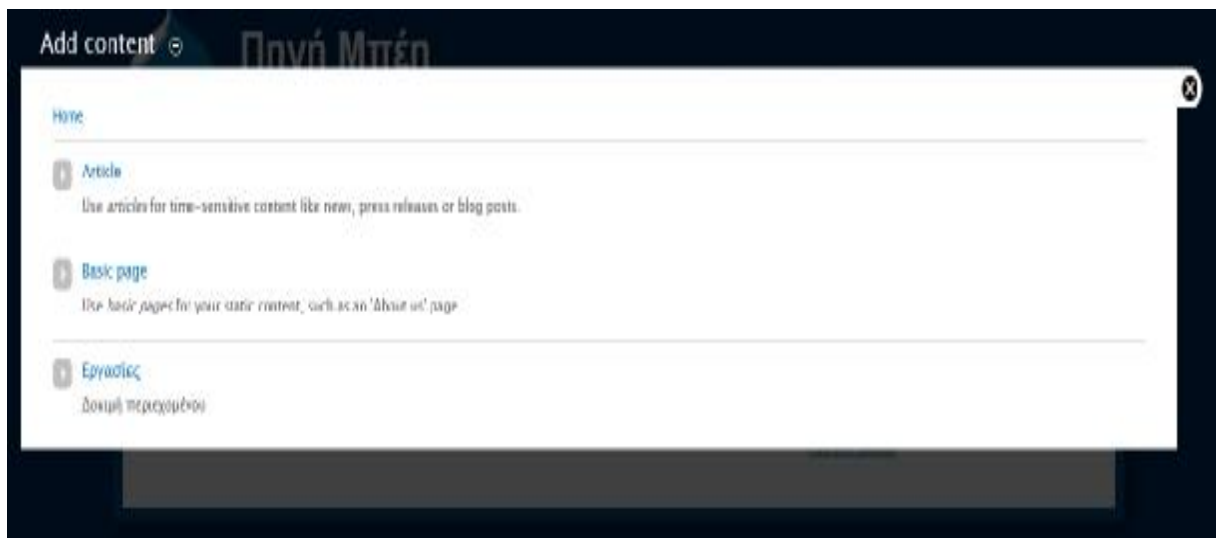 Add content
Πηγή Μπέη
Home
Article
Use articles for time-sensitive content like news, press releases or blog posts.
Basic page
Use basic pages for your static content, such as an 'About us' page
Εργασίες
Δοκιμή περιεχομένου